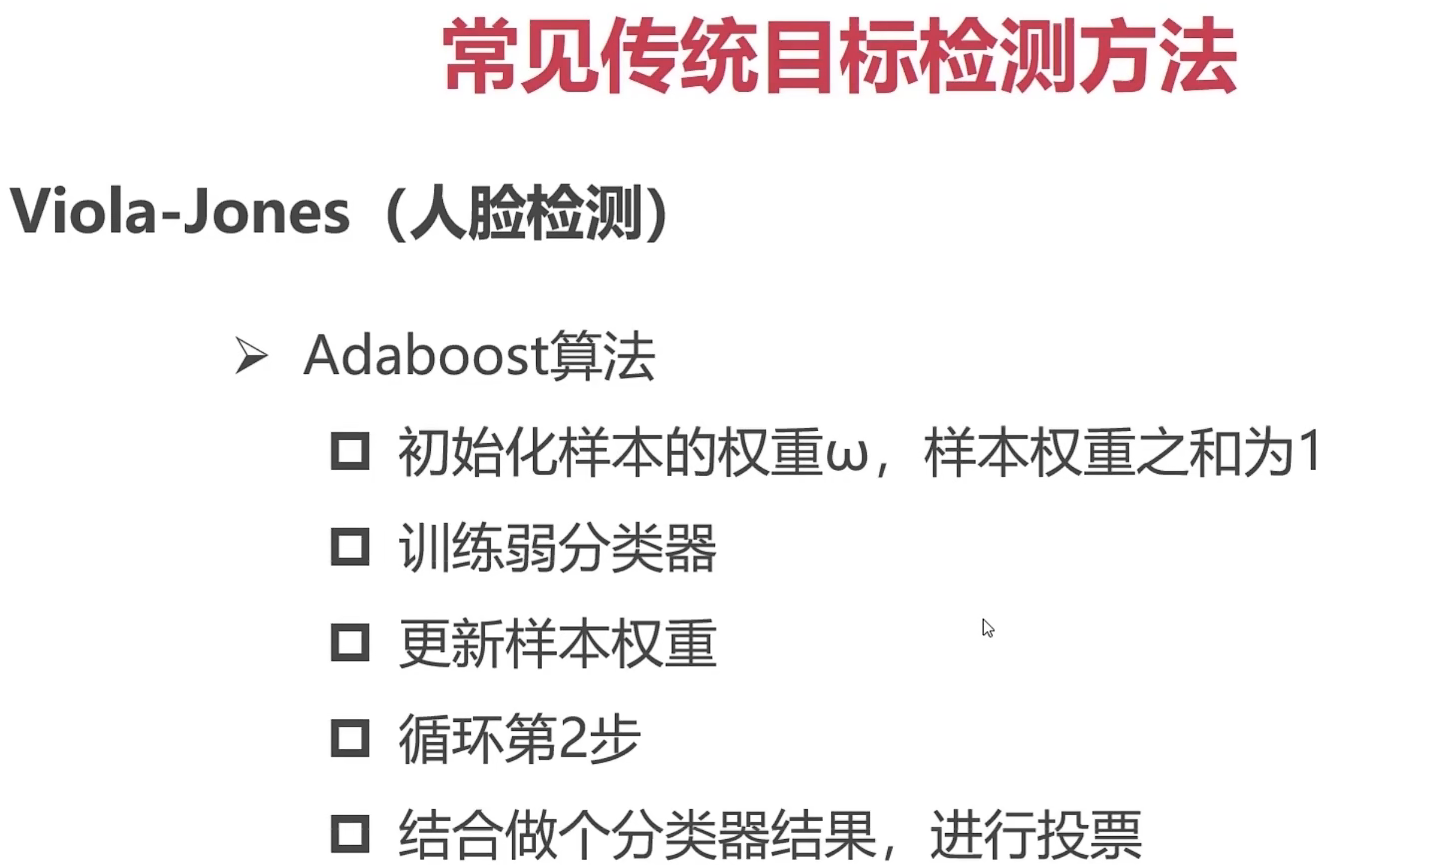 常见传统目标检测方法
Viola-Jones（人脸检测）
Adaboost算法
初始化样本的权重ω，样本权重之和为1
训练弱分类器
更新样本权重
循环第2步
结合做个分类器结果，进行投票